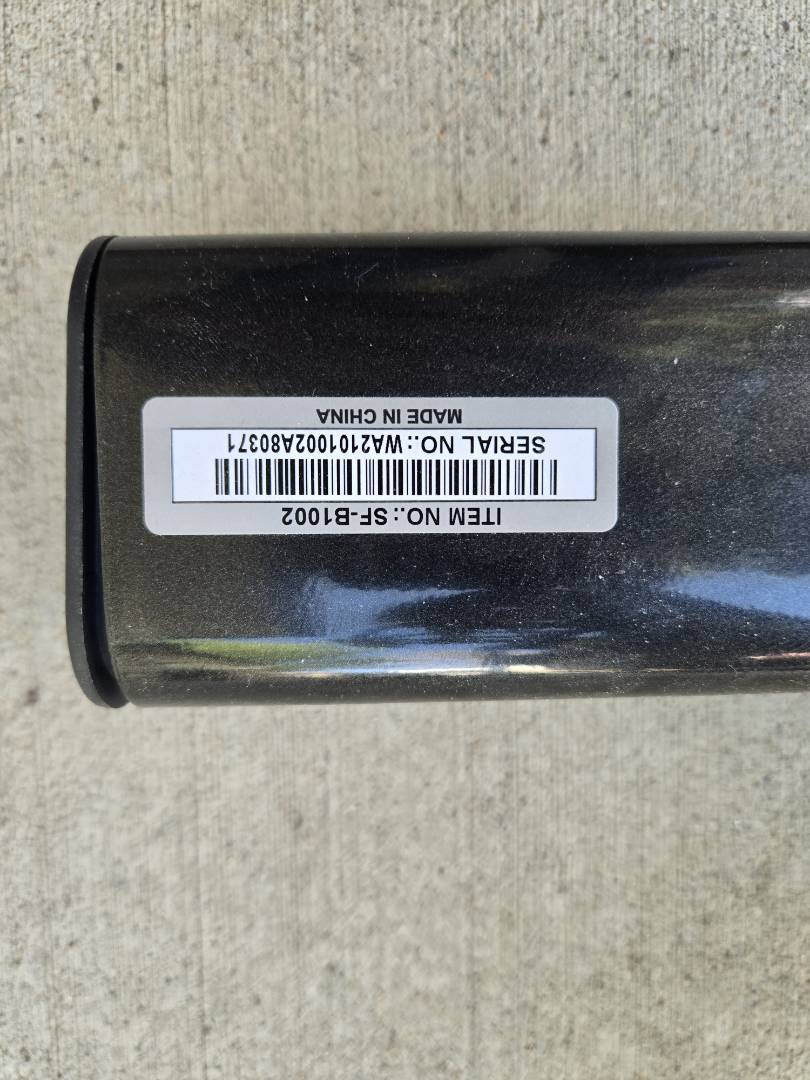 ITEM NO.:SF-B1002
SERIAL NO.:WA2101002A80371
MADE IN CHINA